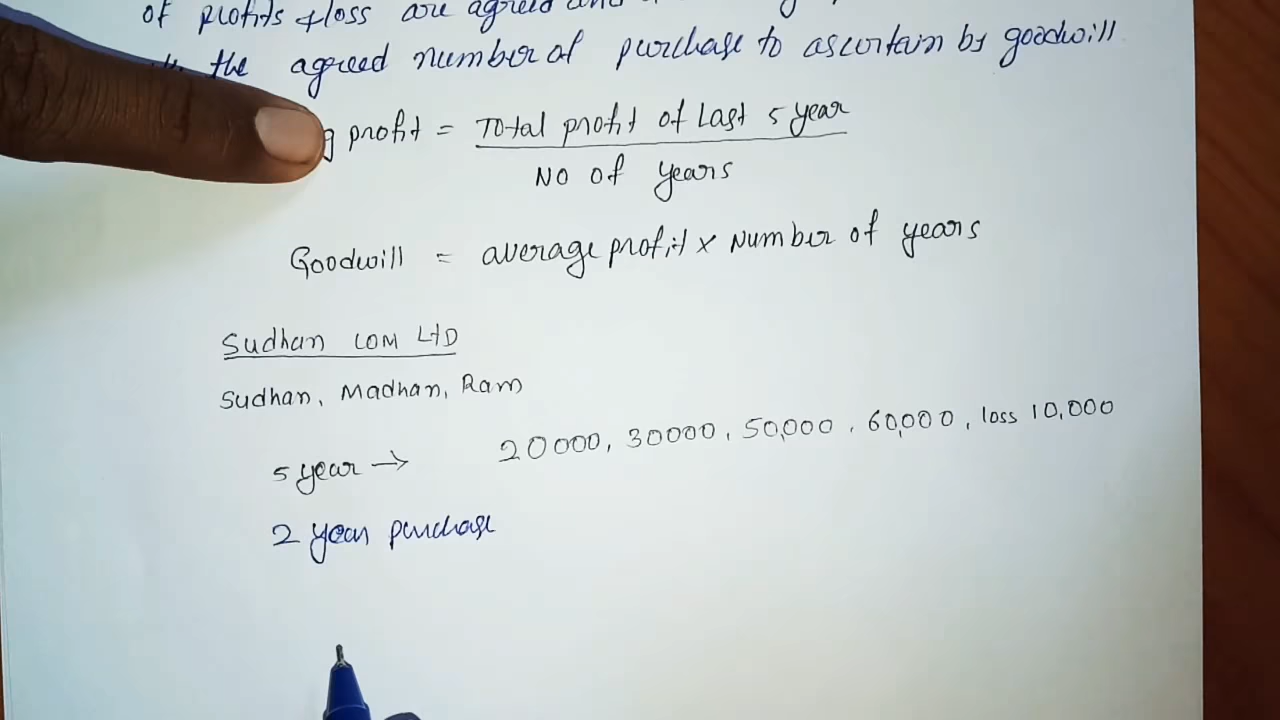 of profits & loss are agreed and
the agreed number of purchase to ascertain by goodwill
g profit = Total profit of Last 5 year
No of years
Goodwill = average profit x Number of years
Sudhan COM LTD
Sudhan, Madhan, Ram
5 year → 20000, 30000, 50,000, 60,000, loss 10,000
2 year purchase